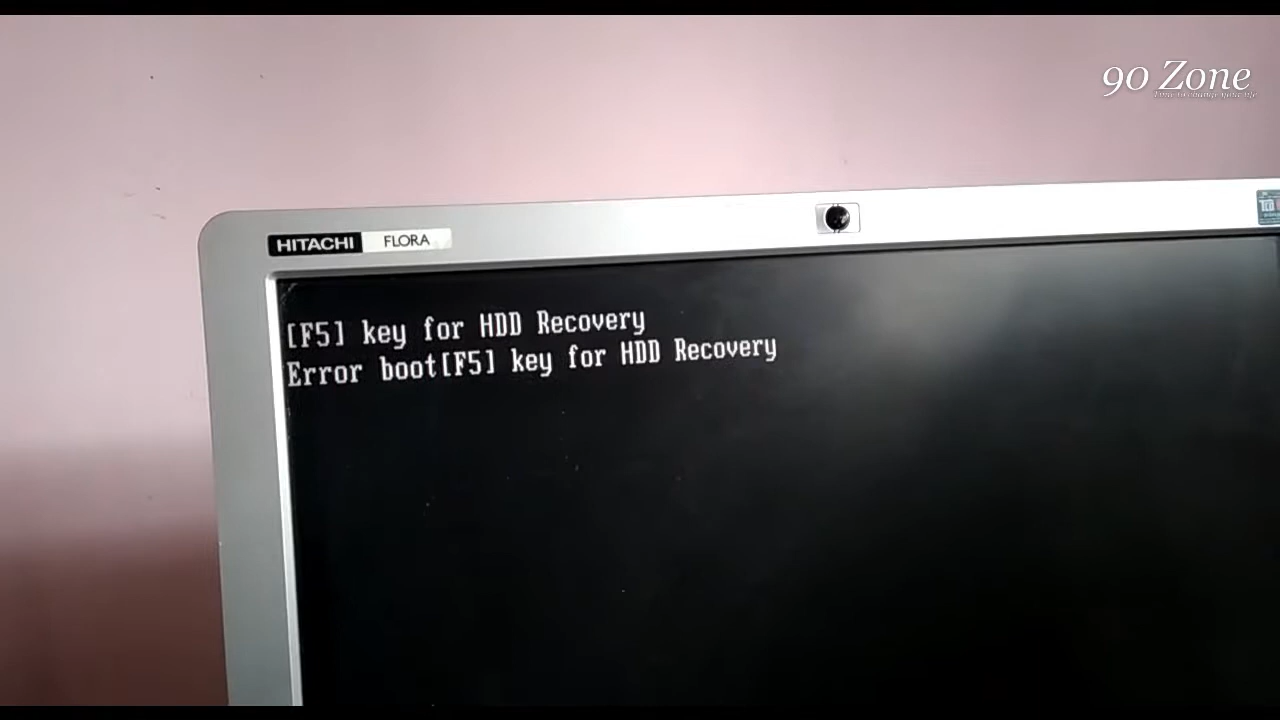 90 Zone
HITACHI FLORA
[F5] key for HDD Recovery
Error boot[F5] key for HDD Recovery